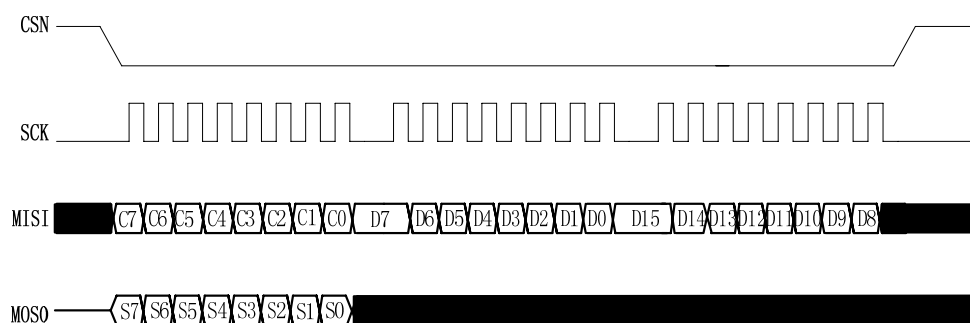 CSN
SCK
MISI C7 C6 C5 C4 C3 C2 C1 C0 D7 D6 D5 D4 D3 D2 D1 D0 D15 D14 D13 D12 D11 D10 D9 D8
MOSO S7 S6 S5 S4 S3 S2 S1 S0